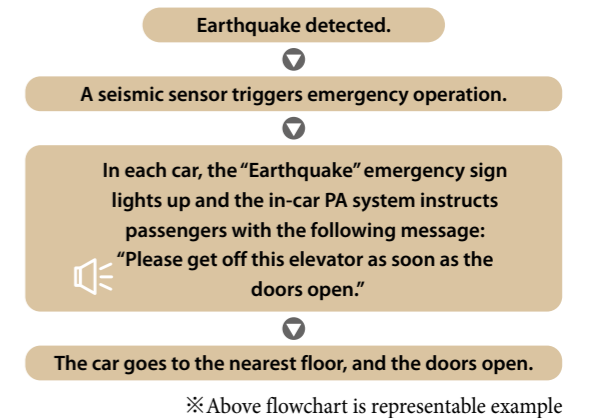 Earthquake detected.
A seismic sensor triggers emergency operation.
In each car, the “Earthquake” emergency sign
lights up and the in-car PA system instructs
passengers with the following message:
“Please get off this elevator as soon as the
doors open.”
The car goes to the nearest floor, and the doors open.
※Above flowchart is representable example